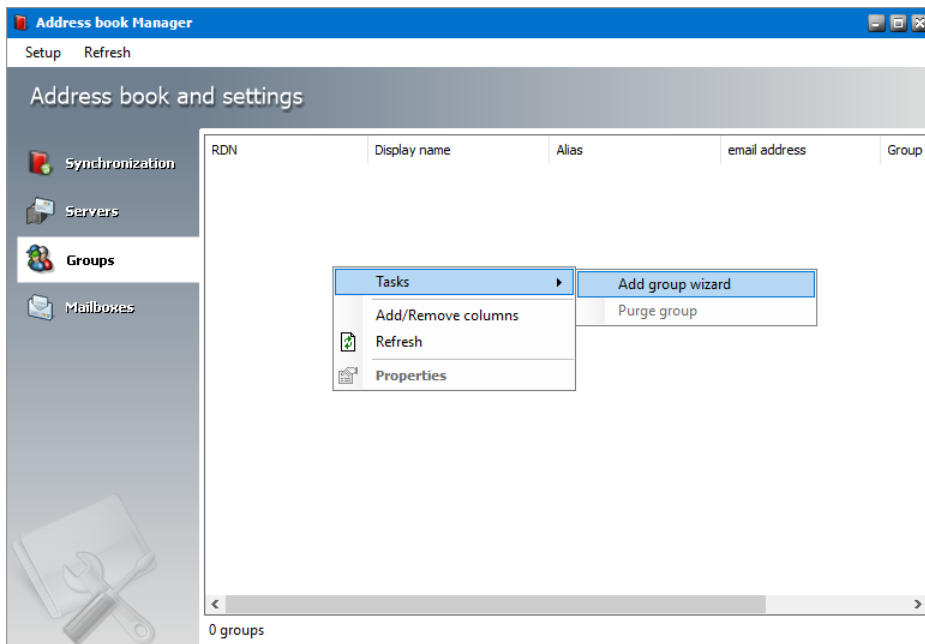 Address book Manager
Setup Refresh
Address book and settings
Synchronization
Servers
Groups
Mailboxes
RDN Display name Alias email address Group
Tasks
Add/Remove columns
Refresh
Properties
Add group wizard
Purge group
0 groups